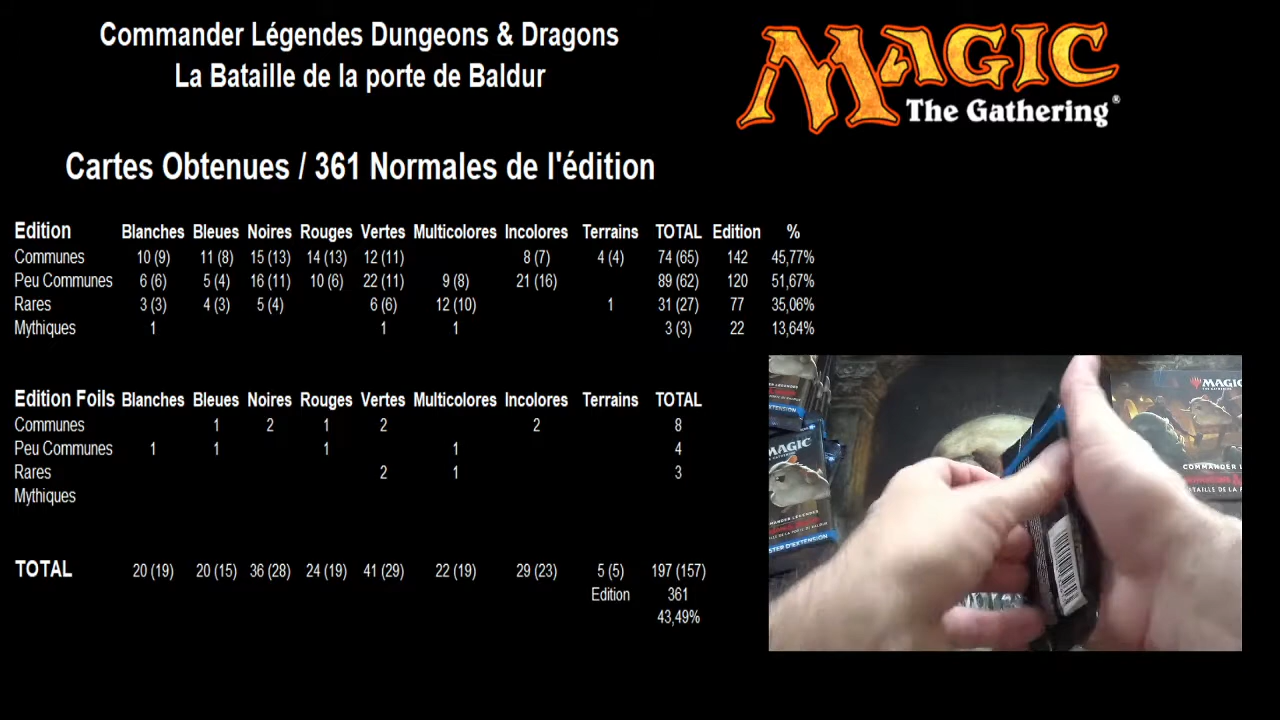 Commander Légendes Dungeons & Dragons
La Bataille de la porte de Baldur
MAGIC
The Gathering®
Cartes Obtenues / 361 Normales de l'édition
Edition Blanches Bleues Noires Rouges Vertes Multicolores Incolores Terrains TOTAL Edition %
Communes 10 (9) 11 (8) 15 (13) 14 (13) 12 (11) 8 (7) 4 (4) 74 (65) 142 45,77%
Peu Communes 6 (6) 5 (4) 16 (11) 10 (6) 22 (11) 9 (8) 21 (16) 89 (62) 120 51,67%
Rares 3 (3) 4 (3) 5 (4) 6 (6) 12 (10) 1 31 (27) 77 35,06%
Mythiques 1 1 1 3 (3) 22 13,64%
Edition Foils Blanches Bleues Noires Rouges Vertes Multicolores Incolores Terrains TOTAL
Communes 1 2 1 2 2 8
Peu Communes 1 1 1 1 4
Rares 2 1 3
Mythiques
TOTAL 20 (19) 20 (15) 36 (28) 24 (19) 41 (29) 22 (19) 29 (23) 5 (5) 197 (157)
Edition 361
43,49%
EXTENSION
MAGIC
MAGIC
COMMANDER L